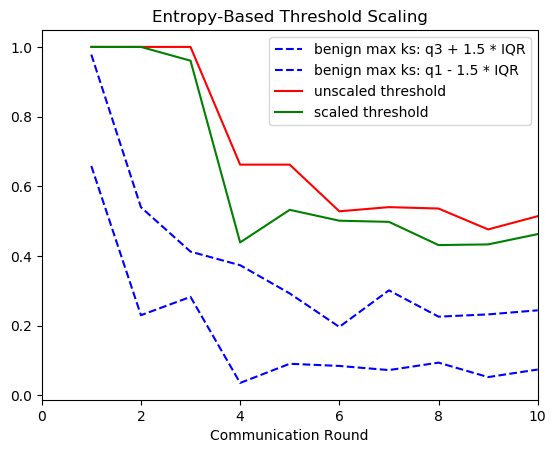 Entropy-Based Threshold Scaling
benign max ks: q3 + 1.5 * IQR
benign max ks: q1 - 1.5 * IQR
unscaled threshold
scaled threshold
1.0
0.8
0.6
0.4
0.2
0.0
0 2 4 6 8 10
Communication Round